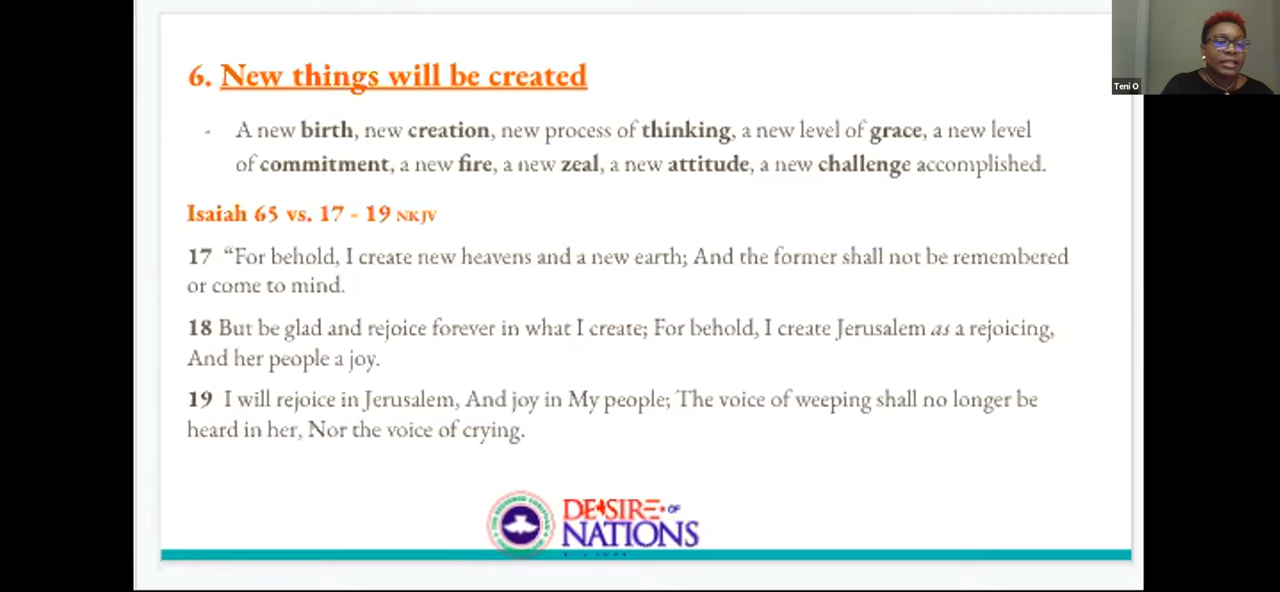 Teni O
6. New things will be created
- A new birth, new creation, new process of thinking, a new level of grace, a new level
of commitment, a new fire, a new zeal, a new attitude, a new challenge accomplished.
Isaiah 65 vs. 17 - 19 NKJV
17 “For behold, I create new heavens and a new earth; And the former shall not be remembered
or come to mind.
18 But be glad and rejoice forever in what I create; For behold, I create Jerusalem as a rejoicing,
And her people a joy.
19 I will rejoice in Jerusalem, And joy in My people; The voice of weeping shall no longer be
heard in her, Nor the voice of crying.
DESIRE OF
NATIONS